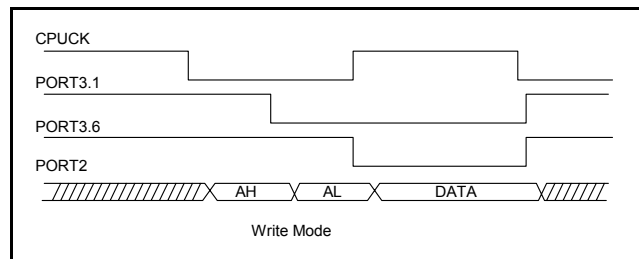 CPUCK
PORT3.1
PORT3.6
PORT2
AH AL DATA
Write Mode